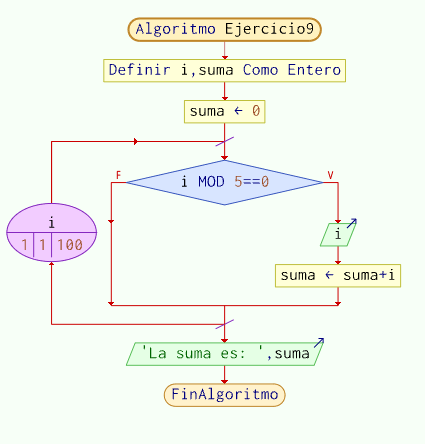 Algoritmo Ejercicio9
Definir i,suma Como Entero
suma ← 0
F
i MOD 5==0
V
i
1 1 100
i
suma ← suma+i
'La suma es: ',suma
FinAlgoritmo